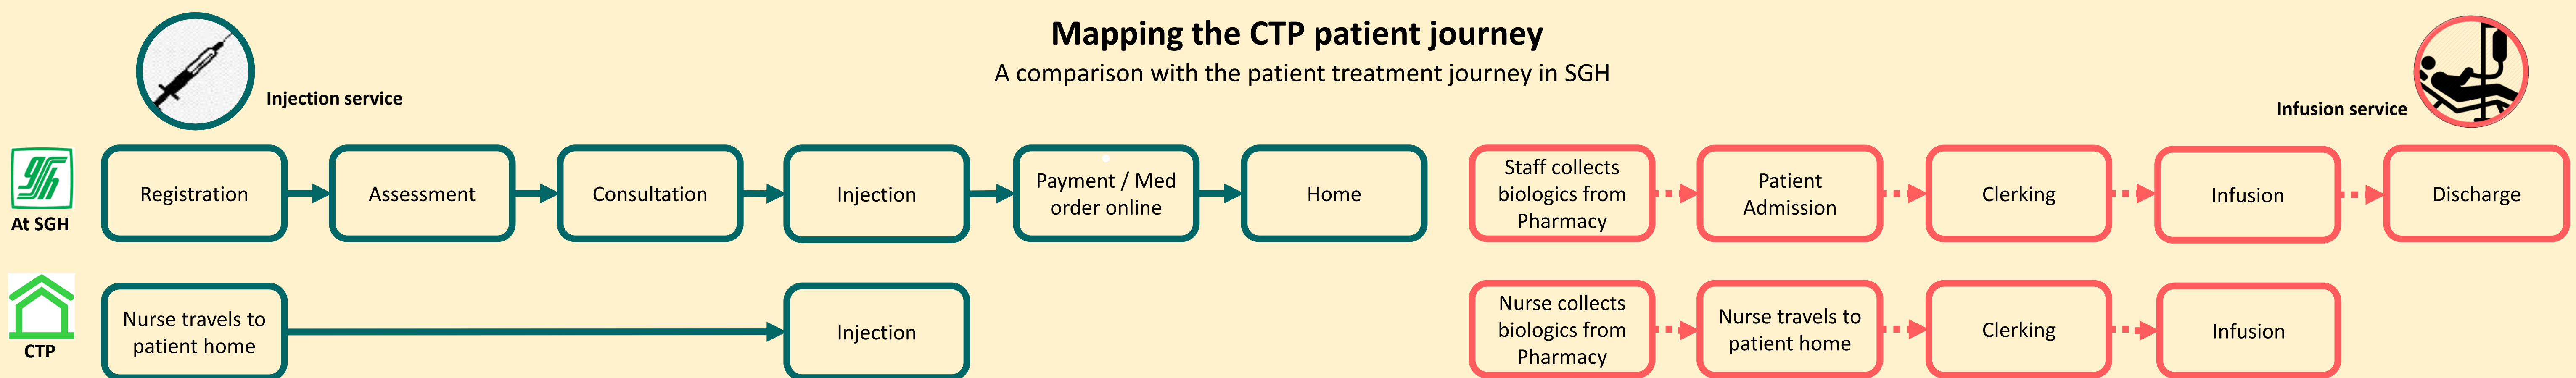 Mapping the CTP patient journey
A comparison with the patient treatment journey in SGH
Injection service
Infusion service
At SGH
Registration
Assessment
Consultation
Injection
Payment / Med
order online
Home
Staff collects
biologics from
Pharmacy
Patient
Admission
Clerking
Infusion
Discharge
CTP
Nurse travels to
patient home
Injection
Nurse collects
biologics from
Pharmacy
Nurse travels to
patient home
Clerking
Infusion